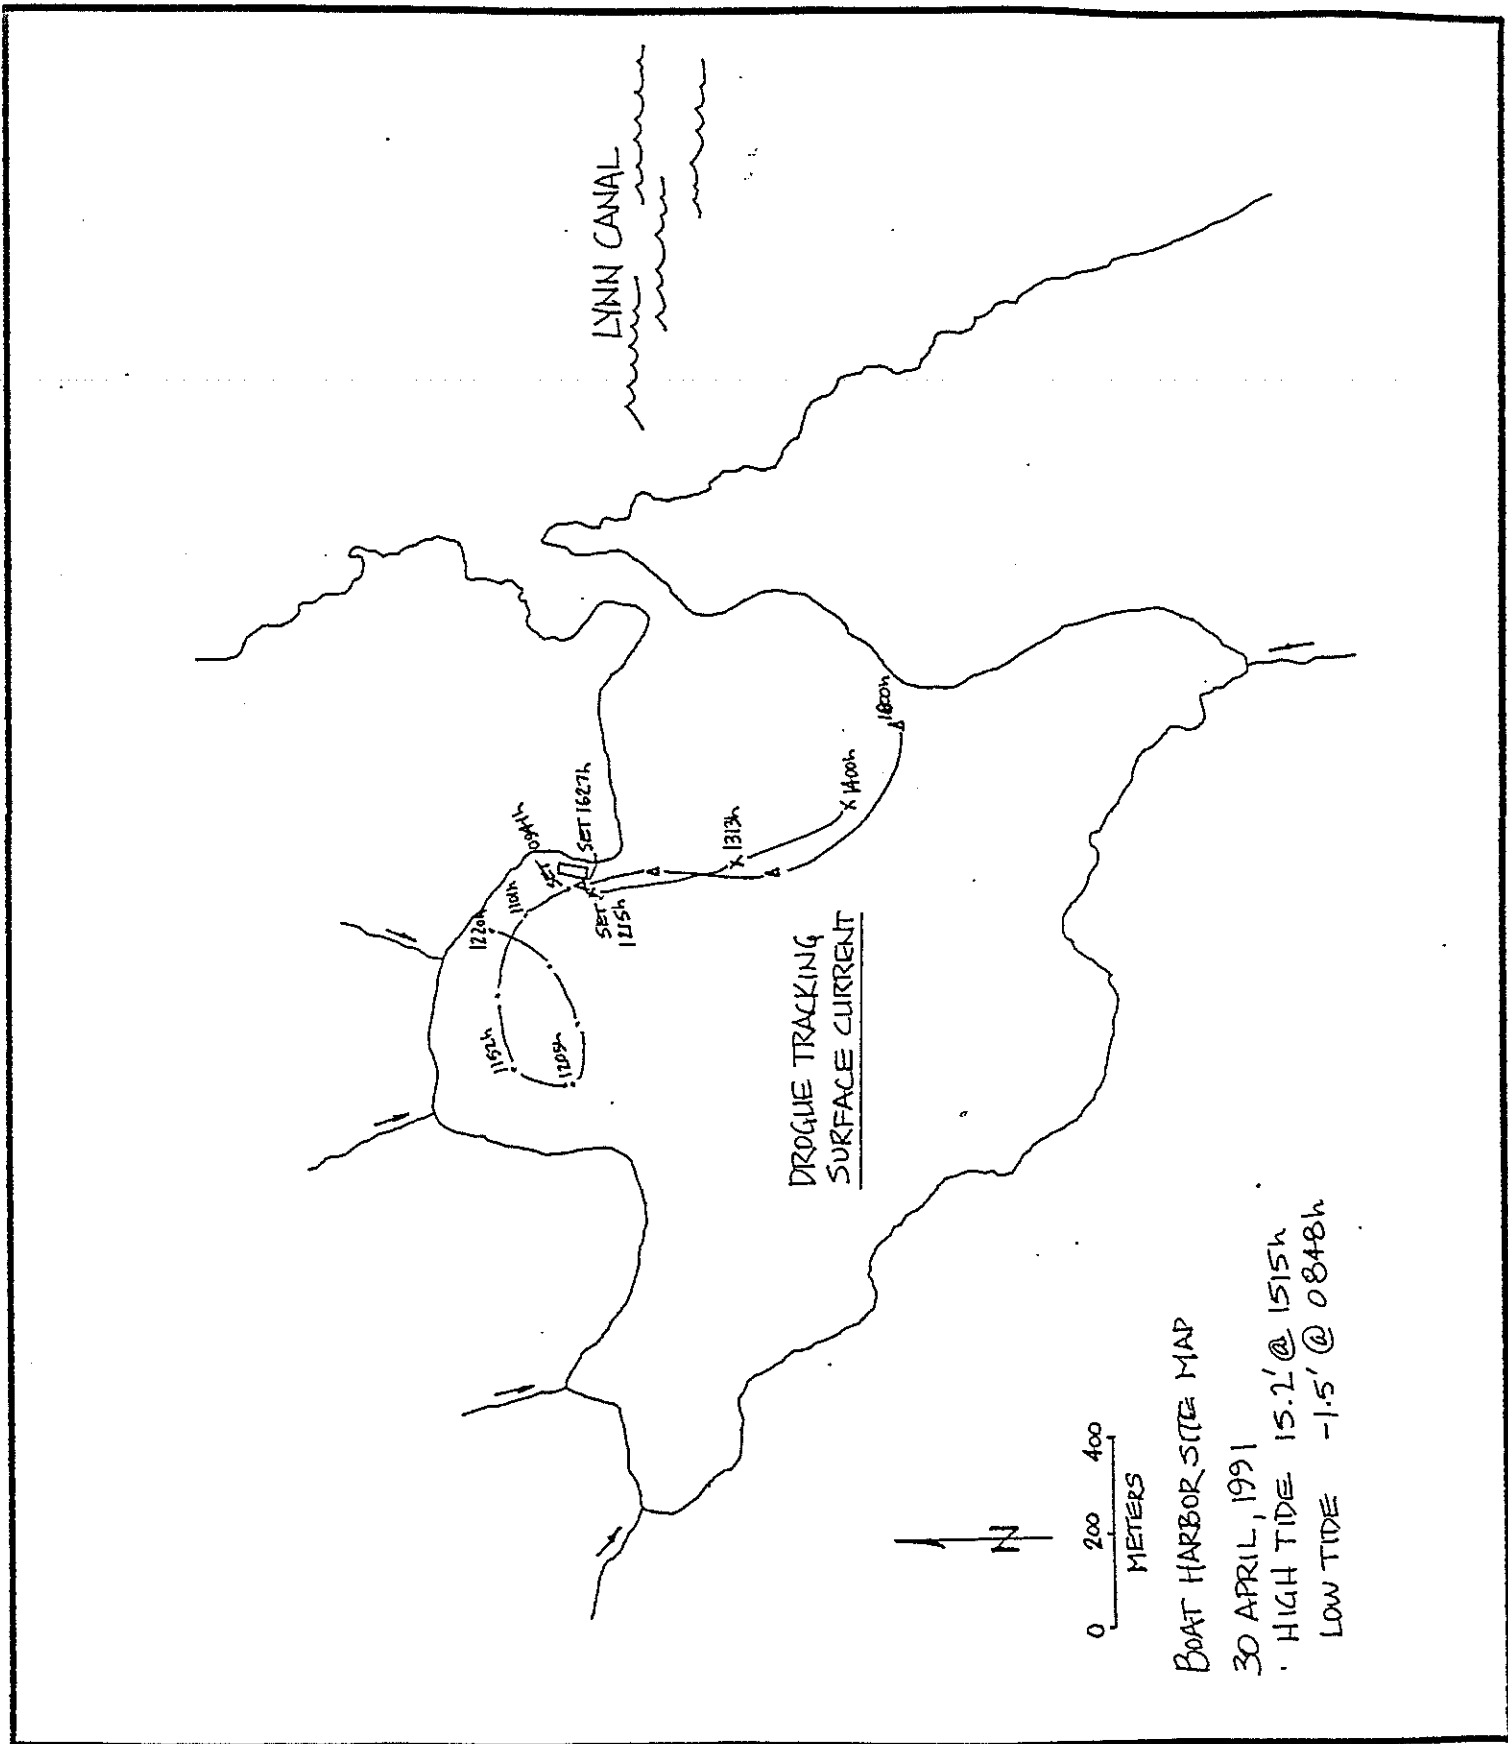 LYNN CANAL
SET 0944h
1101h
1152h
1205h
1220h
SET 1627h
SET
1215h
1313h
1400h
1800h
DROGUE TRACKING
SURFACE CURRENT
N
0 200 400
METERS
BOAT HARBOR SITE MAP
30 APRIL, 1991
HIGH TIDE 15.2' @ 1515h
LOW TIDE -1.5' @ 0848h